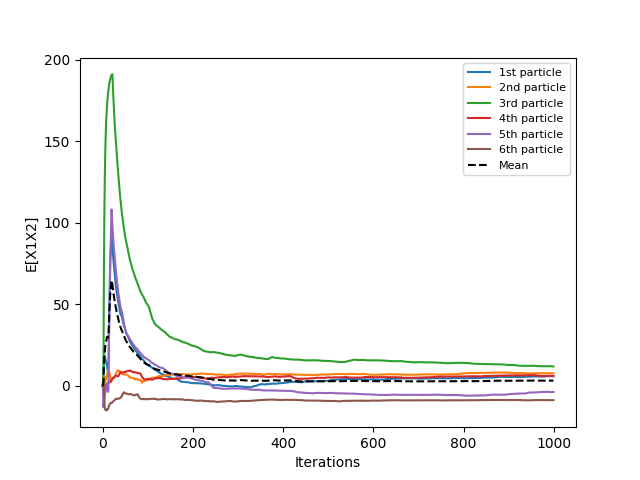 200
150
100
50
0
E[X1X2]
0
200
400
600
800
1000
Iterations
1st particle
2nd particle
3rd particle
4th particle
5th particle
6th particle
Mean